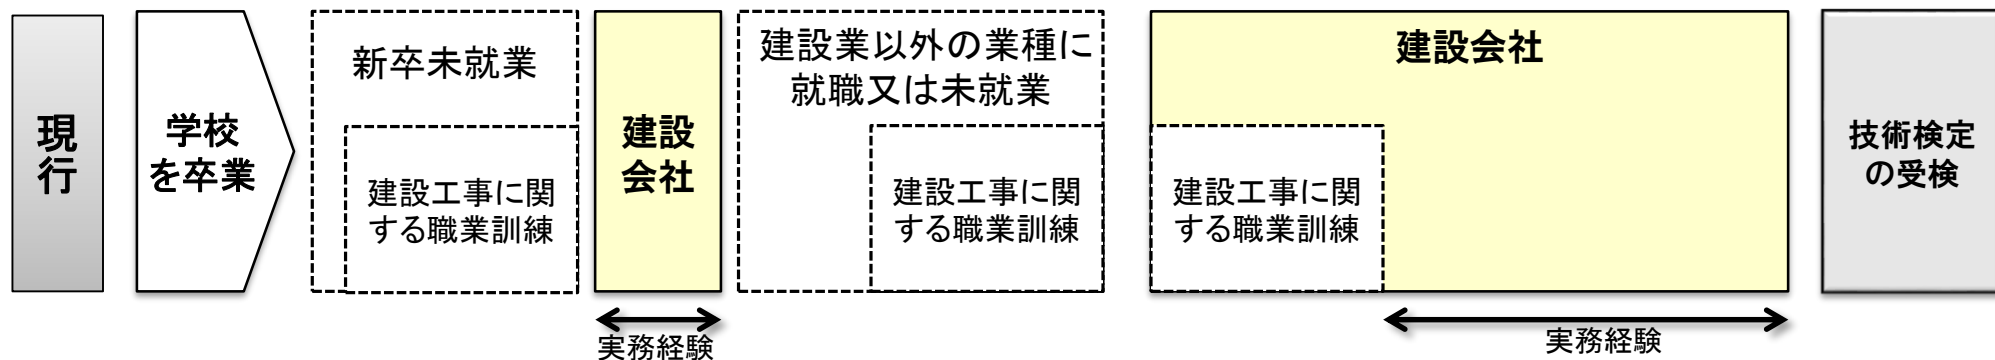 現
行
学校
を卒業
新卒未就業
建設工事に関
する職業訓練
建設
会社
実務経験
建設業以外の業種に
就職又は未就業
建設工事に関
する職業訓練
建設会社
建設工事に関
する職業訓練
実務経験
技術検定
の受検